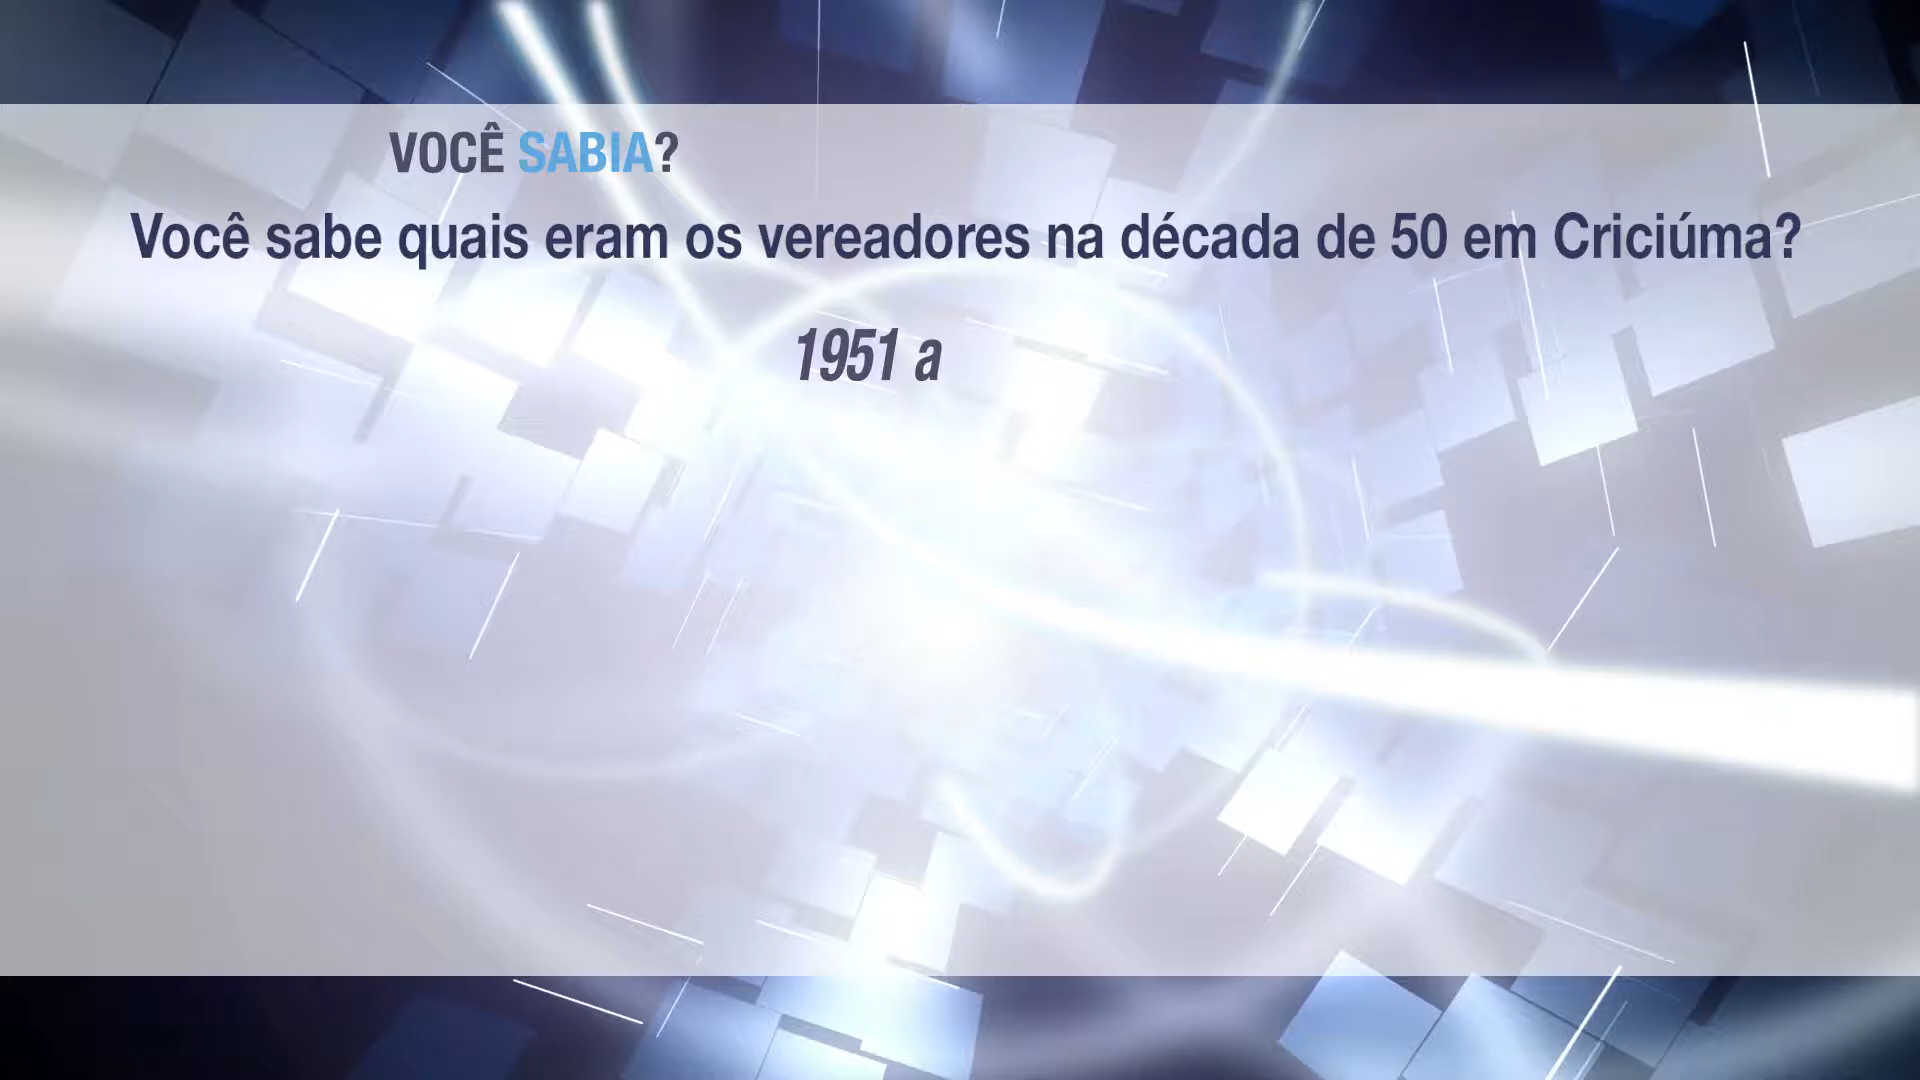 VOCÊ SABIA?
Você sabe quais eram os vereadores na década de 50 em Criciúma?
1951 a